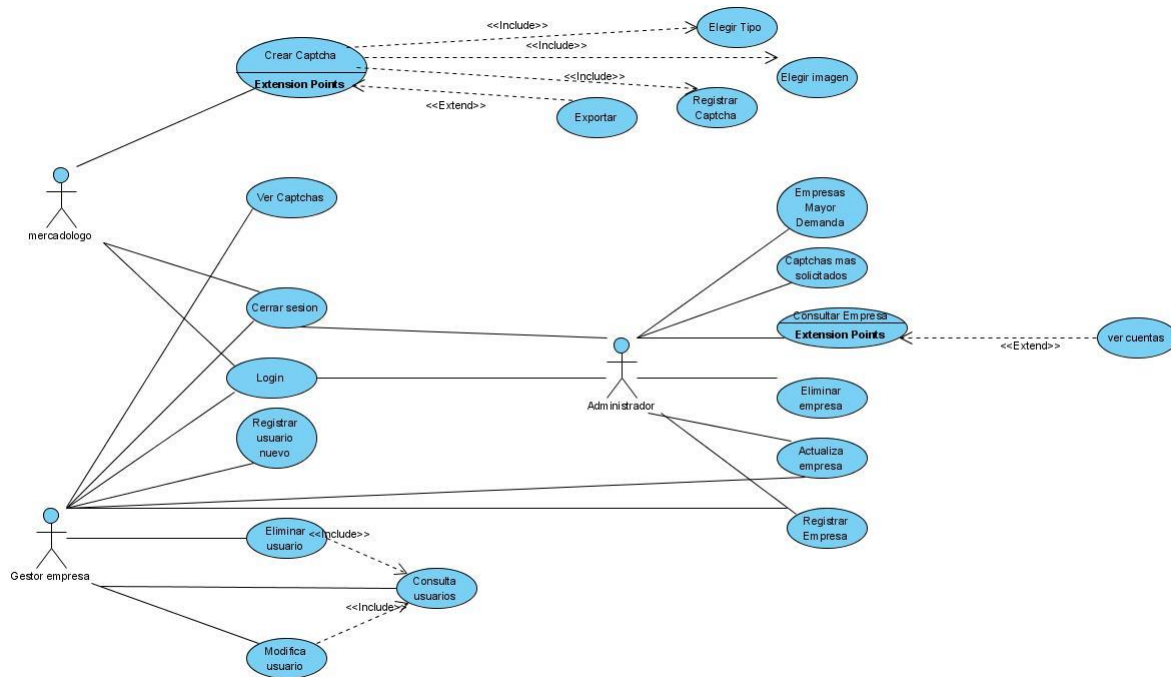 <<Include>>
Elegir Tipo
<<Include>>
Crear Captcha
Extension Points
<<Include>>
Elegir imagen
<<Extend>>
Exportar
Registrar
Captcha
mercadologo
Ver Captchas
Empresas
Mayor
Demanda
Captchas mas
solicitados
Cerrar sesion
Consultar Empresa
Extension Points
<<Extend>>
ver cuentas
Login
Administrador
Eliminar
empresa
Registrar
usuario
nuevo
Actualiza
empresa
Gestor empresa
Eliminar
usuario
<<Include>>
Registrar
Empresa
Consulta
usuarios
<<Include>>
Modifica
usuario